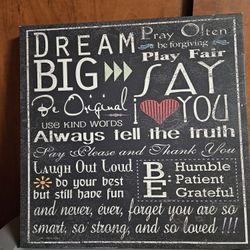 DREAM
BIG
Pray Often
be forgiving
Play Fair
SAY
I YOU
Be Original
USE KIND WORDS
Always tell the truth
Say Please and Thank You
Laugh Out Loud
do your best
but still have fun
BE:
Humble
Patient
Grateful
and never, ever, forget you are so
smart, so strong, and so loved !!!